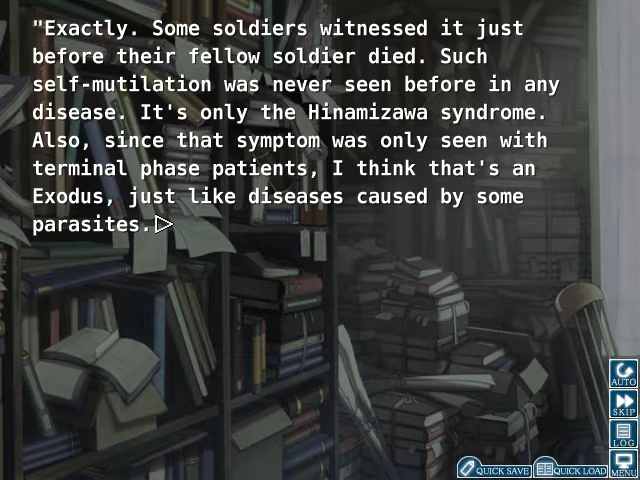 "Exactly. Some soldiers witnessed it just
before their fellow soldier died. Such
self-mutilation was never seen before in any
disease. It's only the Hinamizawa syndrome.
Also, since that symptom was only seen with
terminal phase patients, I think that's an
Exodus, just like diseases caused by some
parasites.
AUTO
SKIP
LOG
QUICK SAVE
QUICK LOAD
MENU